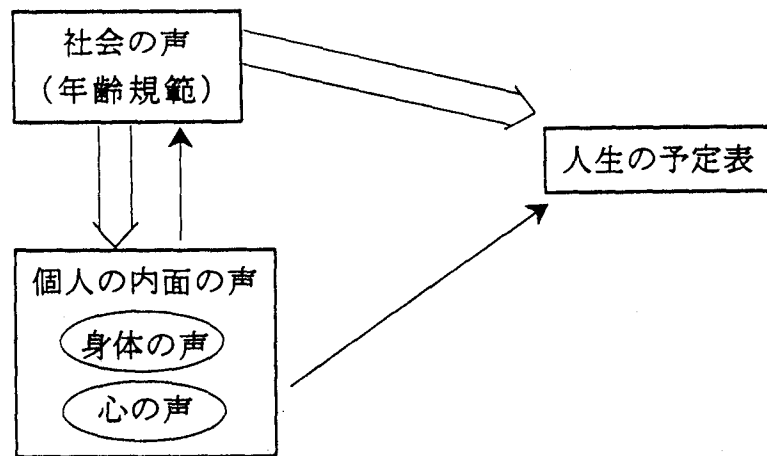 社会の声
（年齢規範）
人生の予定表
個人の内面の声
身体の声
心の声